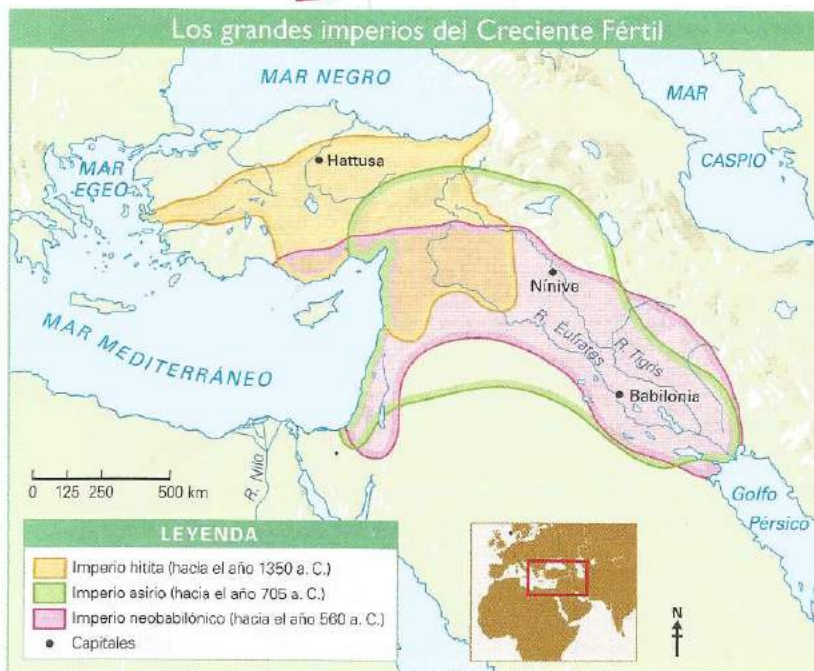 Los grandes imperios del Creciente Fértil
MAR NEGRO
MAR
CASPIO
MAR
EGEO
Hattusa
Nínive
R. Eufrates
R. Tigris
Babilonia
MAR MEDITERRÁNEO
R. Nilo
0 125 250 500 km
Golfo
Pérsico
LEYENDA
Imperio hitita (hacia el año 1350 a. C.)
Imperio asirio (hacia el año 705 a. C.)
Imperio neobabilónico (hacia el año 560 a. C.)
Capitales
N